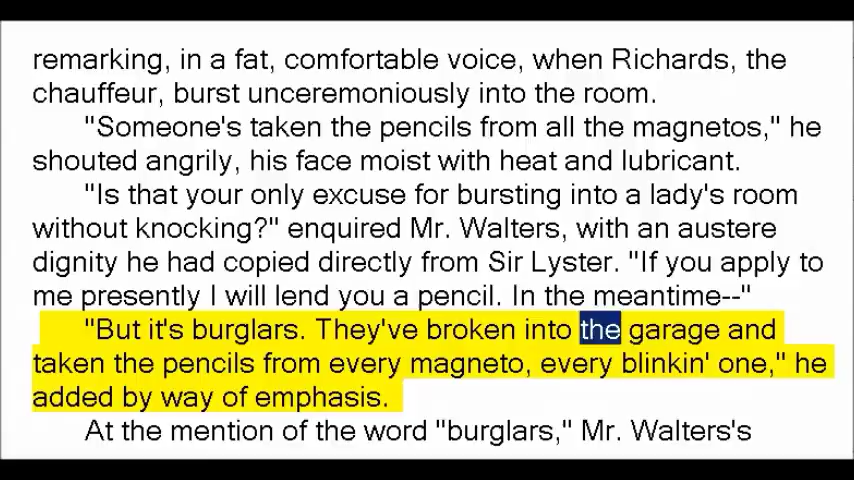 remarking, in a fat, comfortable voice, when Richards, the
chauffeur, burst unceremoniously into the room.
"Someone's taken the pencils from all the magnetos," he
shouted angrily, his face moist with heat and lubricant.
"Is that your only excuse for bursting into a lady's room
without knocking?" enquired Mr. Walters, with an austere
dignity he had copied directly from Sir Lyster. "If you apply to
me presently I will lend you a pencil. In the meantime--"
"But it's burglars. They've broken into the garage and
taken the pencils from every magneto, every blinkin' one," he
added by way of emphasis.
At the mention of the word "burglars," Mr. Walters's